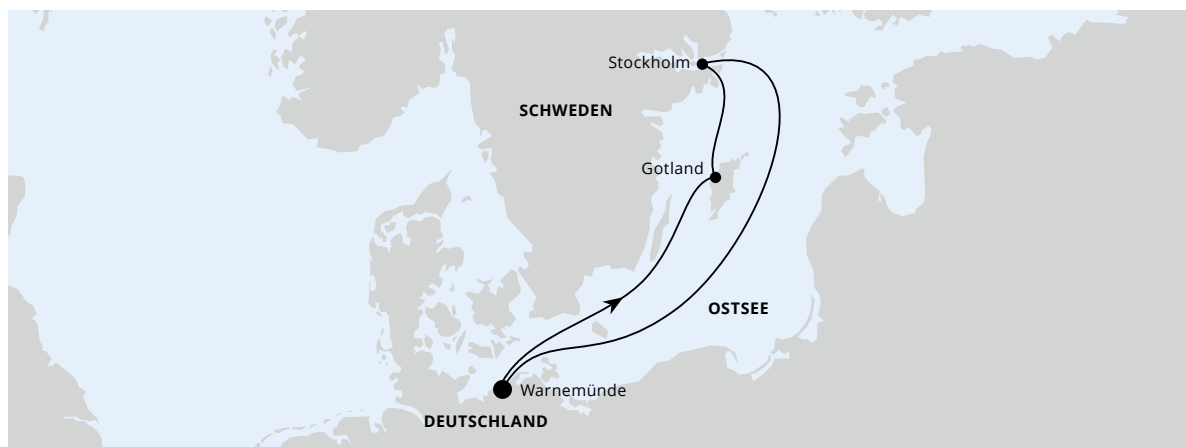 Stockholm
SCHWEDEN
Gotland
OSTSEE
Warnemünde
DEUTSCHLAND